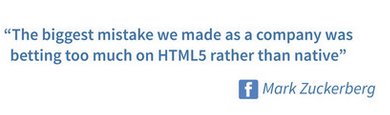 “The biggest mistake we made as a company was
betting too much on HTML5 rather than native”
f Mark Zuckerberg